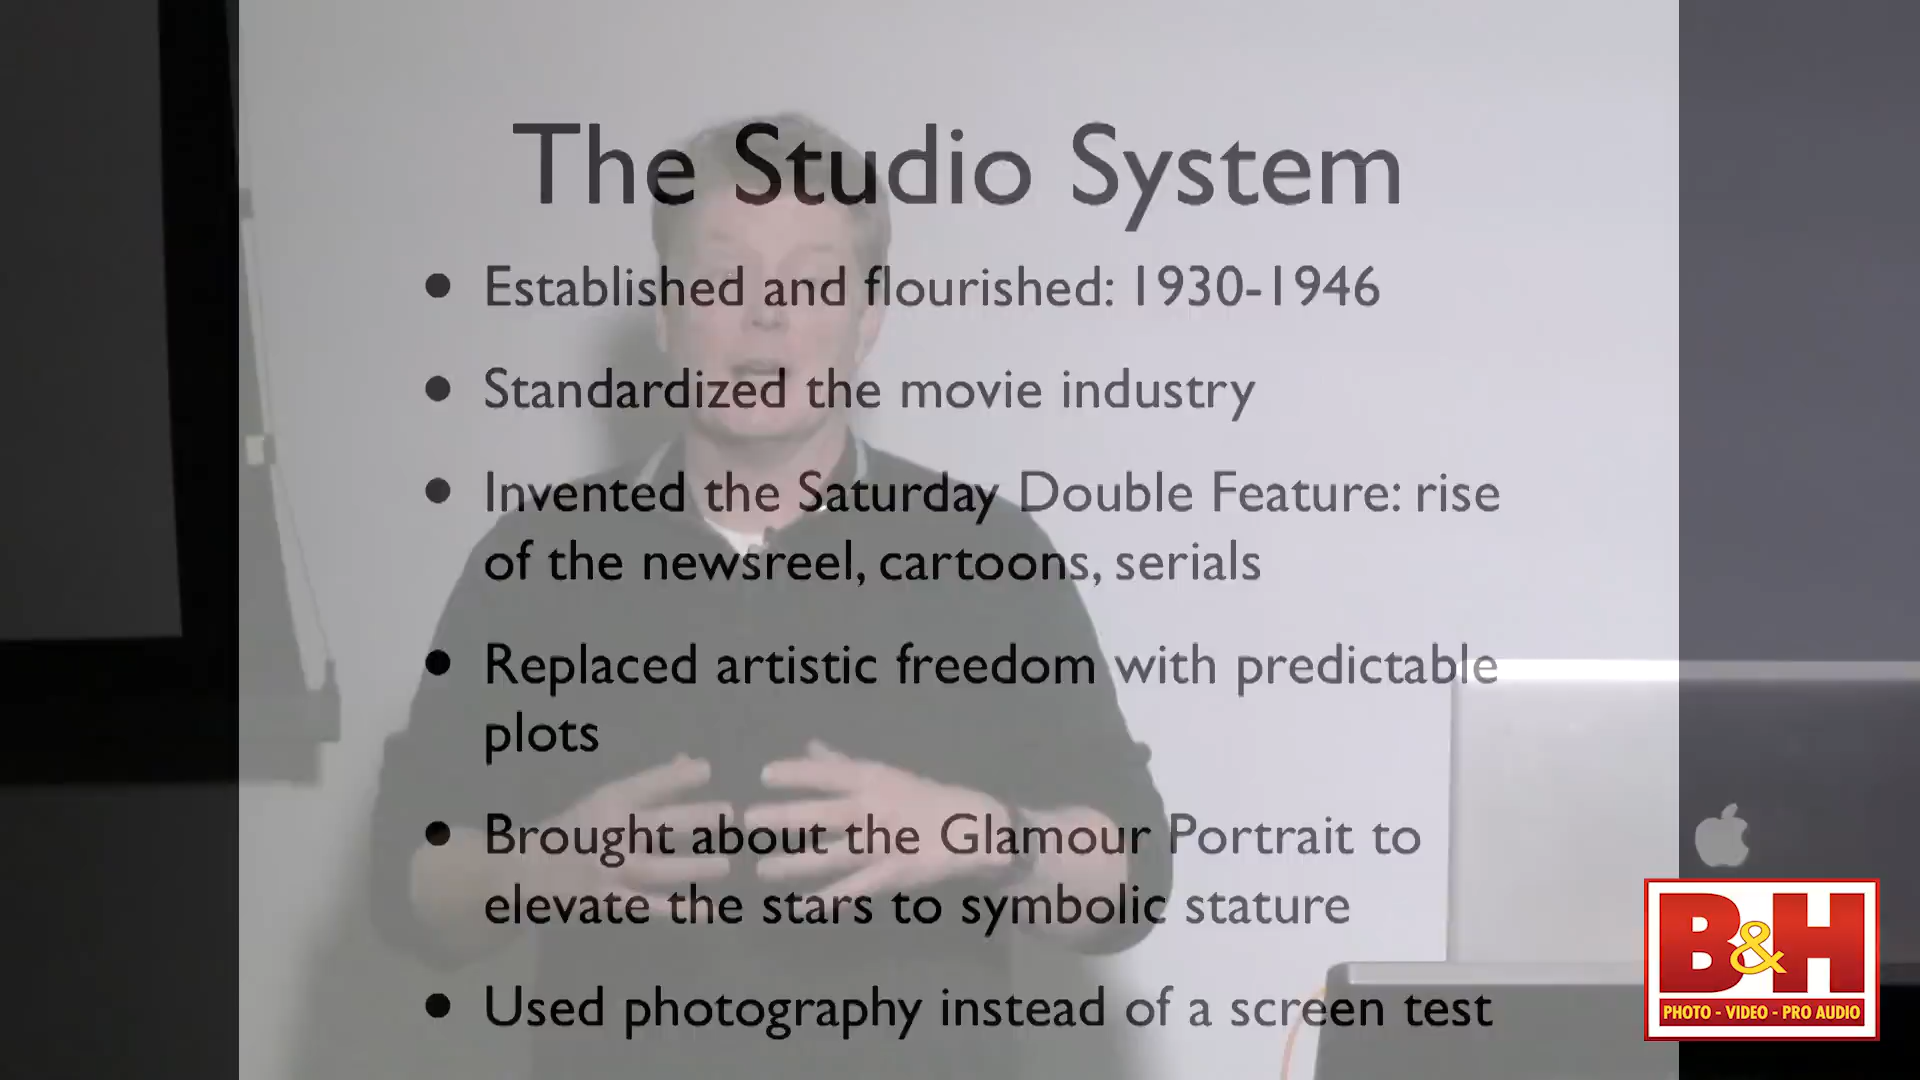 The Studio System
• Established and flourished: 1930-1946
• Standardized the movie industry
• Invented the Saturday Double Feature: rise
of the newsreel, cartoons, serials
• Replaced artistic freedom with predictable
plots
• Brought about the Glamour Portrait to
elevate the stars to symbolic stature
• Used photography instead of a screen test
B&H
PHOTO - VIDEO - PRO AUDIO